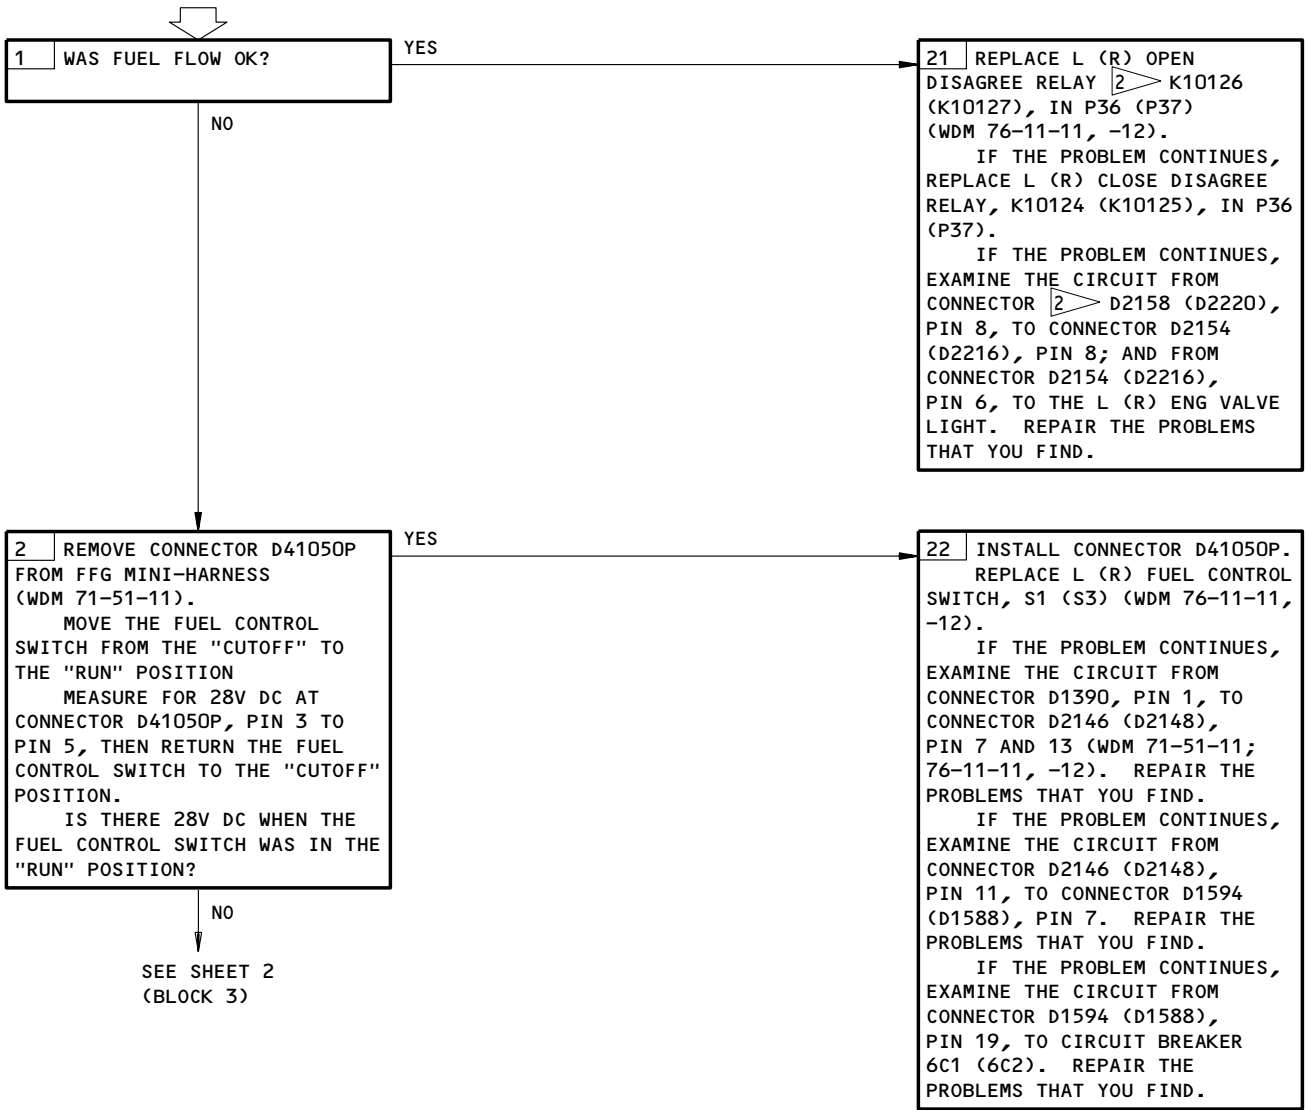 1 WAS FUEL FLOW OK?
YES
NO
21 REPLACE L (R) OPEN
DISAGREE RELAY 2 K10126
(K10127), IN P36 (P37)
(WDM 76-11-11, -12).
IF THE PROBLEM CONTINUES,
REPLACE L (R) CLOSE DISAGREE
RELAY, K10124 (K10125), IN P36
(P37).
IF THE PROBLEM CONTINUES,
EXAMINE THE CIRCUIT FROM
CONNECTOR 2 D2158 (D2220),
PIN 8, TO CONNECTOR D2154
(D2216), PIN 8; AND FROM
CONNECTOR D2154 (D2216),
PIN 6, TO THE L (R) ENG VALVE
LIGHT. REPAIR THE PROBLEMS
THAT YOU FIND.
2 REMOVE CONNECTOR D41050P
FROM FFG MINI-HARNESS
(WDM 71-51-11).
MOVE THE FUEL CONTROL
SWITCH FROM THE "CUTOFF" TO
THE "RUN" POSITION
MEASURE FOR 28V DC AT
CONNECTOR D41050P, PIN 3 TO
PIN 5, THEN RETURN THE FUEL
CONTROL SWITCH TO THE "CUTOFF"
POSITION.
IS THERE 28V DC WHEN THE
FUEL CONTROL SWITCH WAS IN THE
"RUN" POSITION?
YES
NO
SEE SHEET 2
(BLOCK 3)
22 INSTALL CONNECTOR D41050P.
REPLACE L (R) FUEL CONTROL
SWITCH, S1 (S3) (WDM 76-11-11,
-12).
IF THE PROBLEM CONTINUES,
EXAMINE THE CIRCUIT FROM
CONNECTOR D1390, PIN 1, TO
CONNECTOR D2146 (D2148),
PIN 7 AND 13 (WDM 71-51-11;
76-11-11, -12). REPAIR THE
PROBLEMS THAT YOU FIND.
IF THE PROBLEM CONTINUES,
EXAMINE THE CIRCUIT FROM
CONNECTOR D2146 (D2148),
PIN 11, TO CONNECTOR D1594
(D1588), PIN 7. REPAIR THE
PROBLEMS THAT YOU FIND.
IF THE PROBLEM CONTINUES,
EXAMINE THE CIRCUIT FROM
CONNECTOR D1594 (D1588),
PIN 19, TO CIRCUIT BREAKER
6C1 (6C2). REPAIR THE
PROBLEMS THAT YOU FIND.